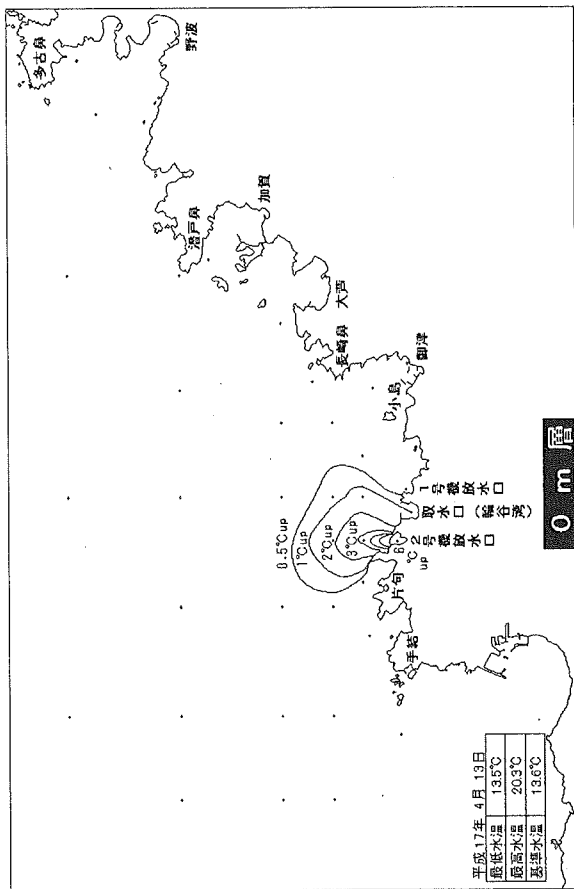 多古鼻
野波
潜戸鼻
加賀
大芦
長崎鼻
御津
小島
1号機放水口
取水口（輪谷湾）
2号機放水口
0.5℃up
1℃up
2℃up
3℃up
6℃up
片句
手結
0m層
平成17年 4月 13日
最低水温 13.5℃
最高水温 20.3℃
基準水温 13.6℃